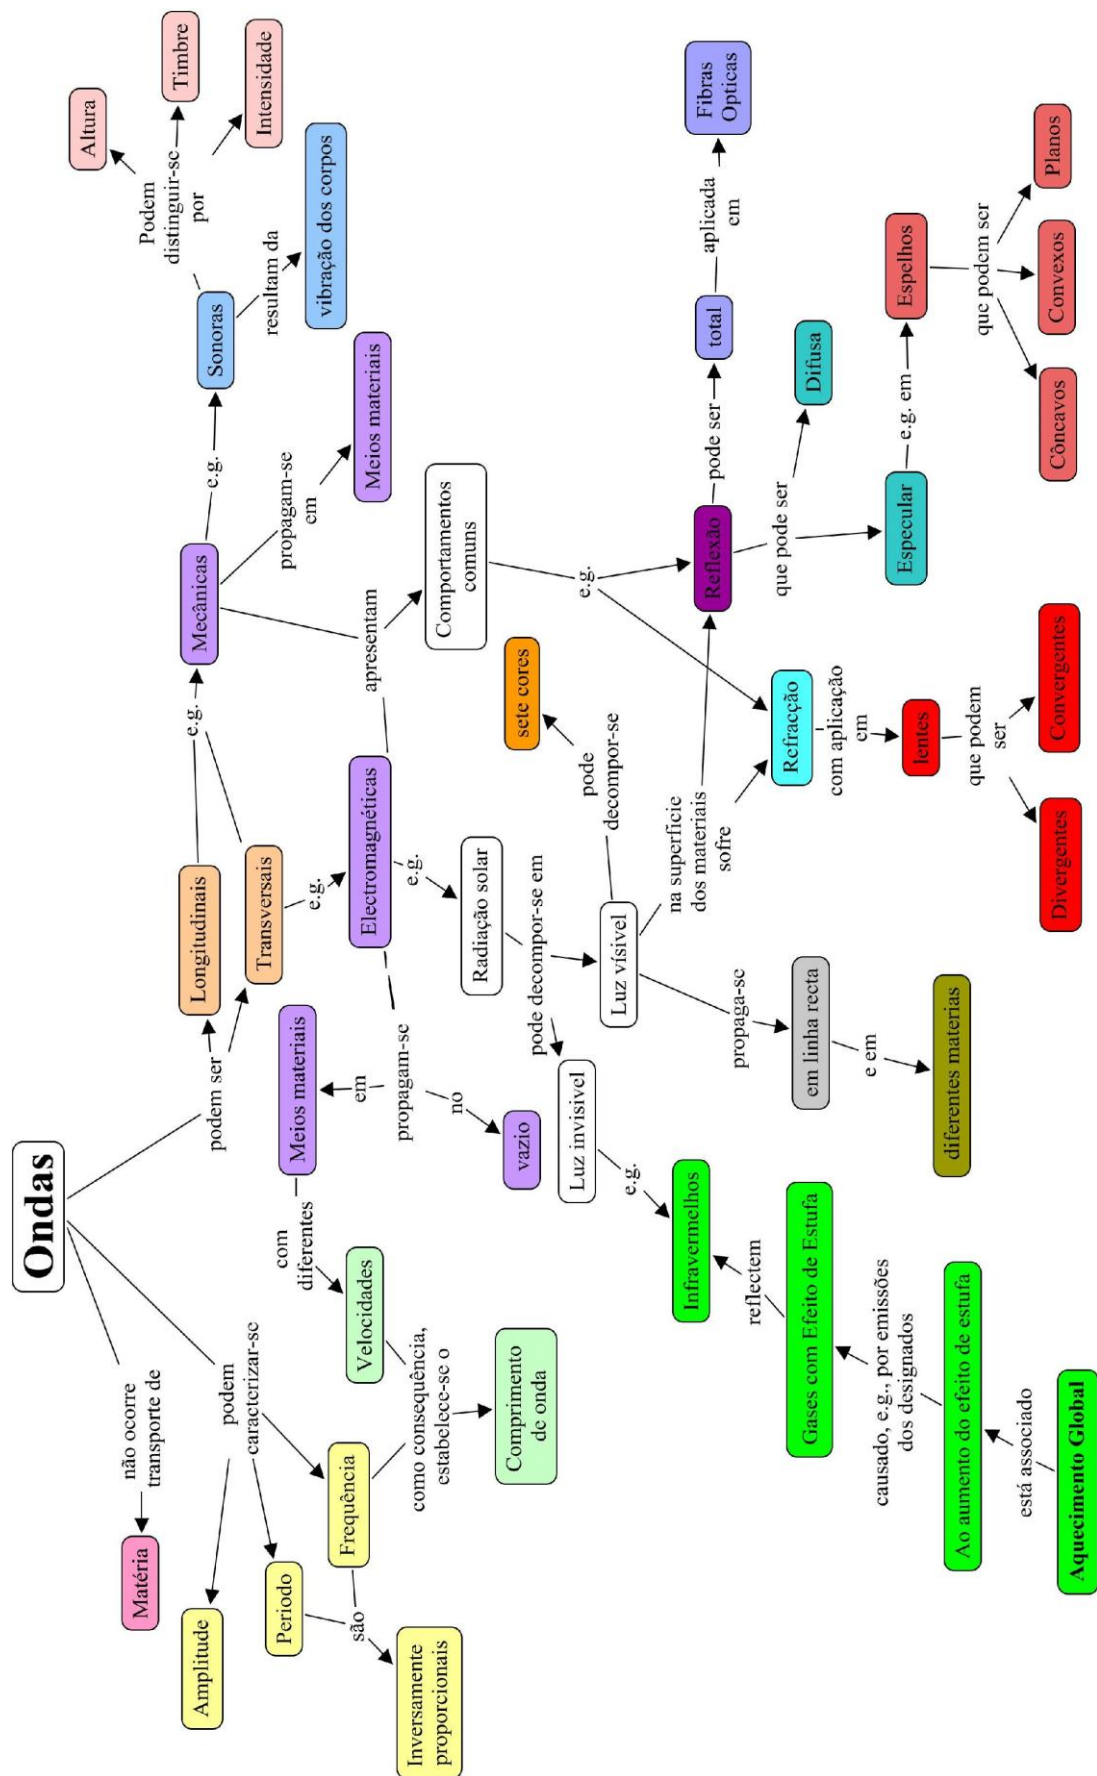 Ondas
não ocorre
transporte de
Matéria
podem
caracterizar-se
Amplitude
Periodo
Frequência
são
Inversamente
proporcionais
podem ser
Longitudinais
Transversais
e.g.
Mecânicas
e.g.
Sonoras
Podem
distinguir-se
por
Altura
Timbre
Intensidade
resultam da
vibração dos corpos
propagam-se
em
Meios materiais
e.g.
Electromagnéticas
apresentam
Comportamentos
comuns
propagam-se
em
Meios materiais
no
vazio
com
diferentes
Velocidades
como consequência,
estabelece-se o
Comprimento
de onda
e.g.
Radiação solar
pode decompor-se em
Luz invisivel
Luz vísivel
pode
decompor-se
sete cores
e.g.
Infravermelhos
reflectem
Gases com Efeito de Estufa
causado, e.g., por emissões
dos designados
Ao aumento do efeito de estufa
está associado
Aquecimento Global
propaga-se
em linha recta
e em
diferentes materias
na superfície
dos materiais
sofre
e.g.
Refracção
com aplicação
em
lentes
que podem
ser
Divergentes
Convergentes
Reflexão
pode ser
total
aplicada
em
Fibras
Opticas
que pode ser
Especular
Difusa
e.g. em
Espelhos
que podem ser
Côncavos
Convexos
Planos